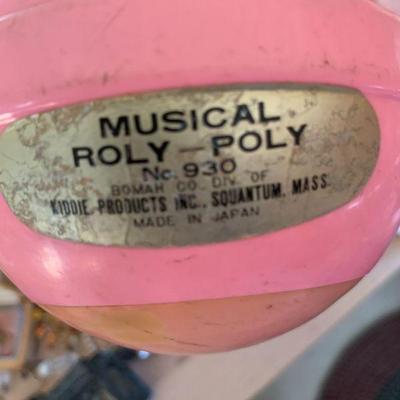 MUSICAL
ROLY - POLY
No. 930
BOMAH CO. DIV. OF
KIDDIE PRODUCTS INC., SQUANTUM, MASS.
MADE IN JAPAN